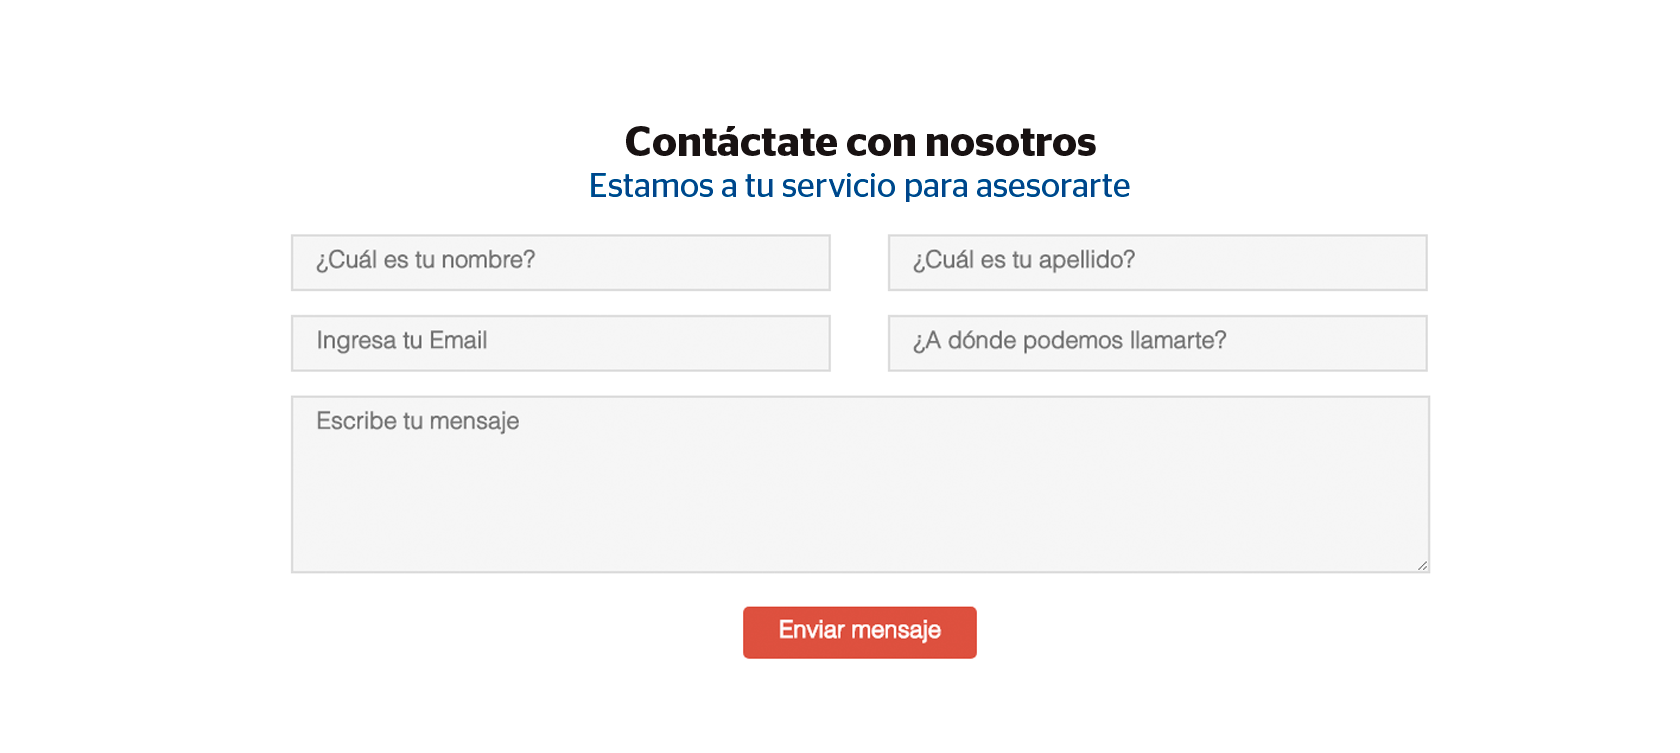 Contáctate con nosotros
Estamos a tu servicio para asesorarte
¿Cuál es tu nombre?
¿Cuál es tu apellido?
Ingresa tu Email
¿A dónde podemos llamarte?
Escribe tu mensaje
Enviar mensaje